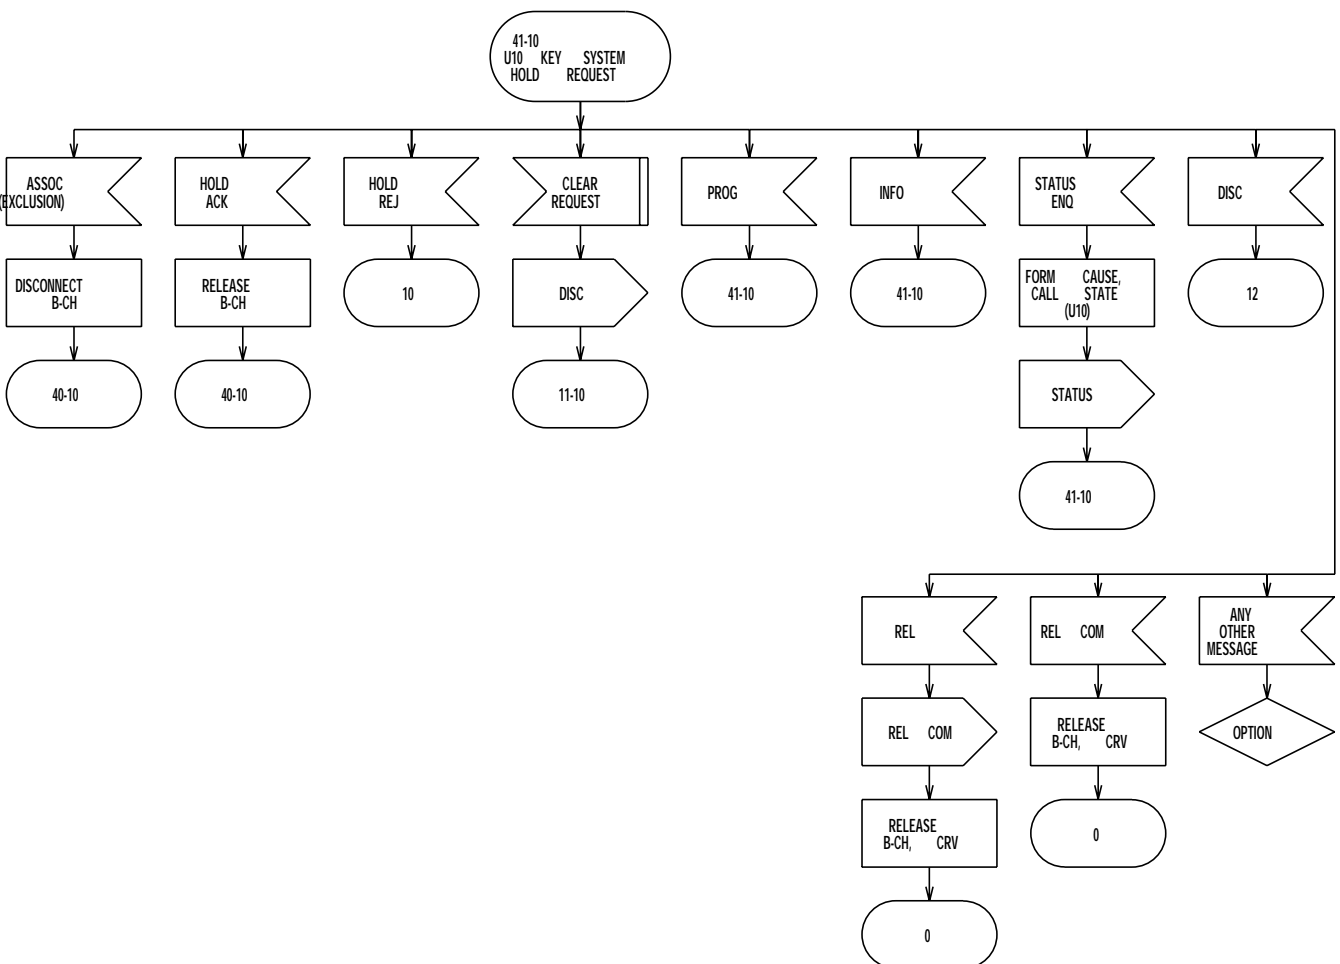 41-10
U10 KEY SYSTEM
HOLD REQUEST
ASSOC
(EXCLUSION)
HOLD
ACK
HOLD
REJ
CLEAR
REQUEST
PROG
INFO
STATUS
ENQ
DISC
DISCONNECT
B-CH
RELEASE
B-CH
10
DISC
41-10
41-10
FORM CAUSE,
CALL STATE
(U10)
12
40-10
40-10
11-10
STATUS
41-10
REL
REL COM
ANY
OTHER
MESSAGE
REL COM
RELEASE
B-CH, CRV
OPTION
RELEASE
B-CH, CRV
0
0